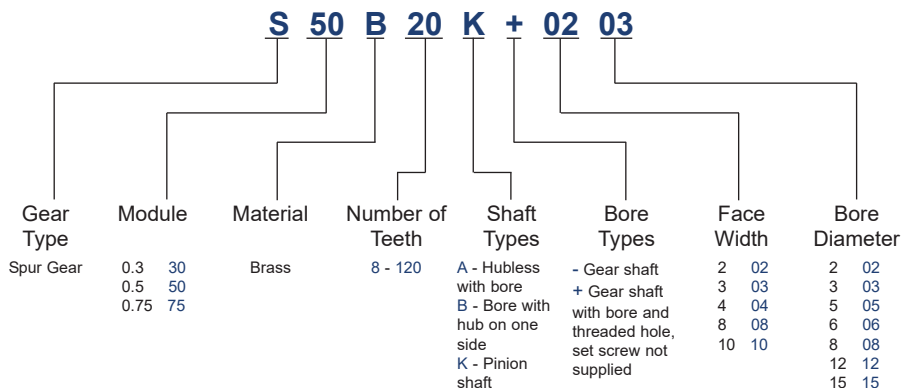 S 50 B 20 K + 02 03
Gear
Type
Spur Gear
Module
0.3 30
0.5 50
0.75 75
Material
Brass
Number of
Teeth
8 - 120
Shaft
Types
A - Hubless
with bore
B - Bore with
hub on one
side
K - Pinion
shaft
Bore
Types
- Gear shaft
+ Gear shaft
with bore and
threaded hole,
set screw not
supplied
Face
Width
2 02
3 03
4 04
8 08
10 10
Bore
Diameter
2 02
3 03
5 05
6 06
8 08
12 12
15 15